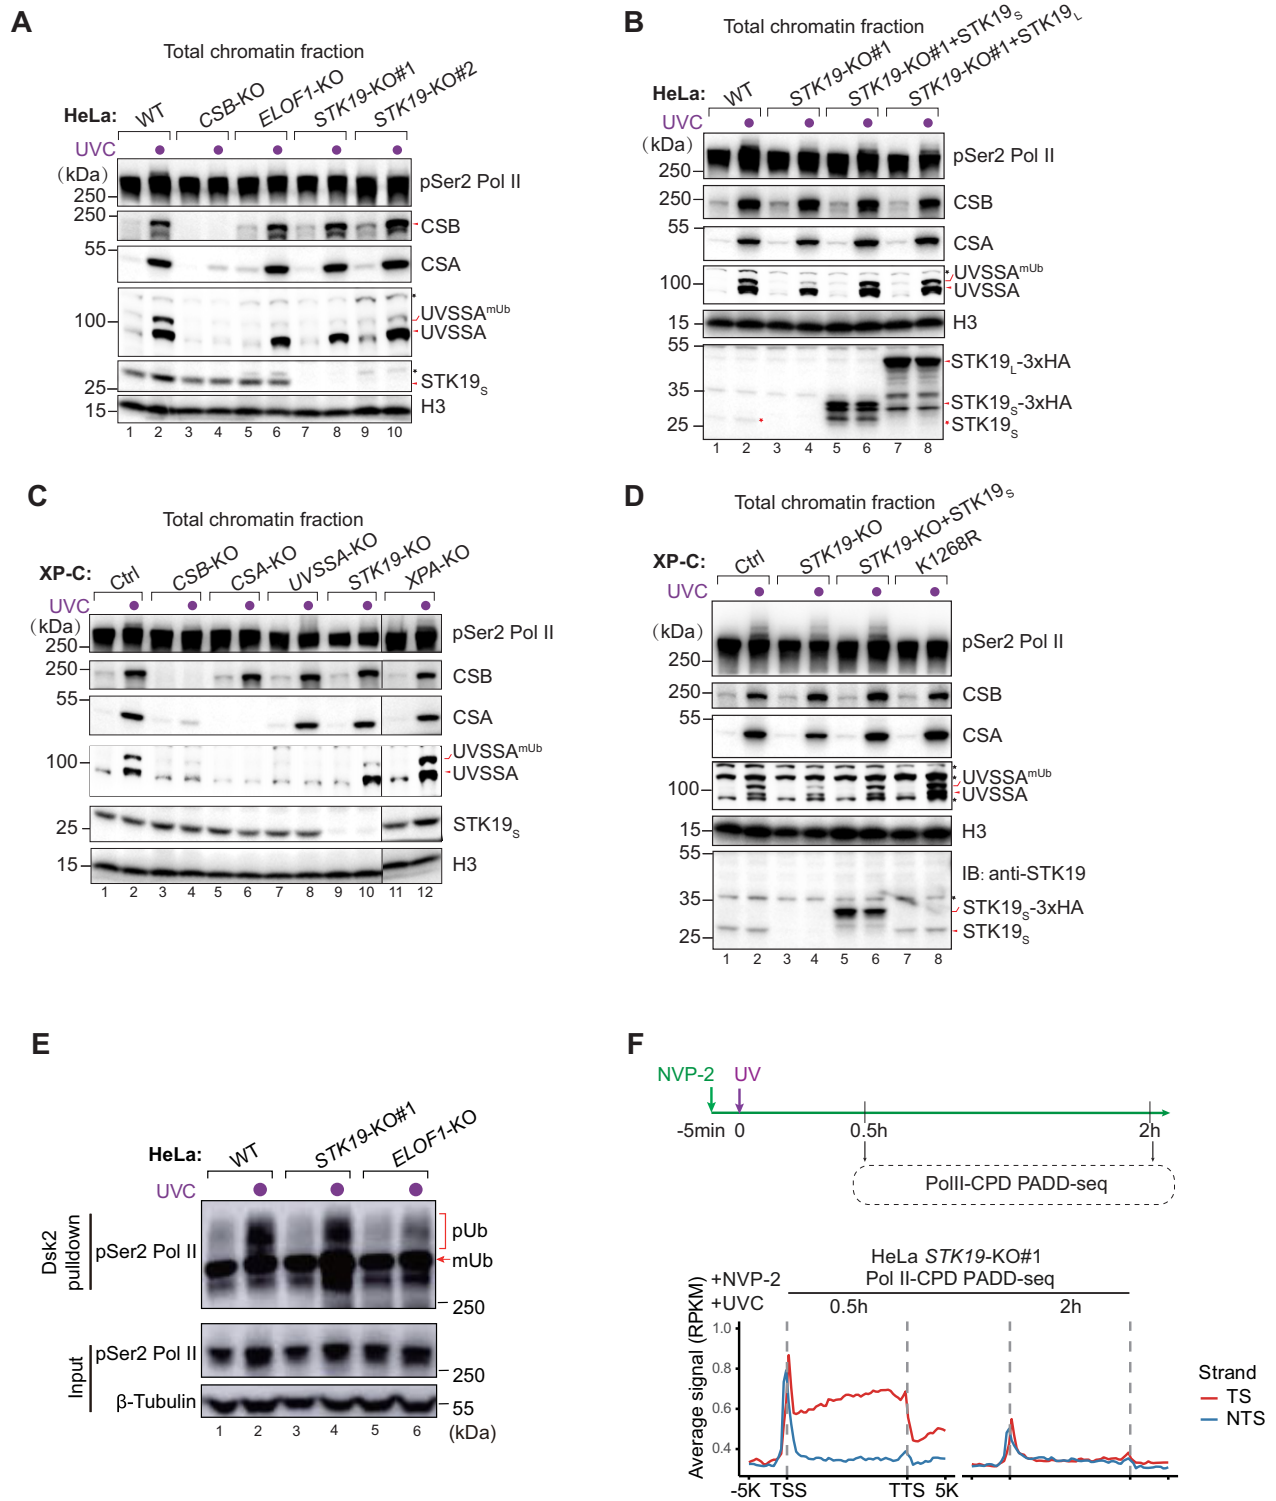 A
Total chromatin fraction
HeLa: WT CSB-KO ELOF1-KO STK19-KO#1 STK19-KO#2
UVC
(kDa)
250 pSer2 Pol II
250 CSB
55 CSA
*
UVSSAmUb
100 UVSSA
*
25 STK19S
15 H3
1 2 3 4 5 6 7 8 9 10
B
Total chromatin fraction
HeLa: WT STK19-KO#1 STK19-KO#1+STK19S STK19-KO#1+STK19L
UVC
(kDa)
250 pSer2 Pol II
250 CSB
55 CSA
*
UVSSAmUb
100 UVSSA
15 H3
55
STK19L-3xHA
35
STK19S-3xHA
25 * * STK19S
1 2 3 4 5 6 7 8
C
Total chromatin fraction
XP-C: Ctrl CSB-KO CSA-KO UVSSA-KO STK19-KO XPA-KO
UVC
(kDa)
250 pSer2 Pol II
250 CSB
55 CSA
UVSSAmUb
100 UVSSA
25 STK19S
15 H3
1 2 3 4 5 6 7 8 9 10 11 12
D
Total chromatin fraction
XP-C: Ctrl STK19-KO STK19-KO+STK19S K1268R
UVC
(kDa)
250 pSer2 Pol II
250 CSB
55 CSA
*
* UVSSAmUb
100 UVSSA
*
15 H3
55
IB: anti-STK19
35 *
STK19S-3xHA
25 STK19S
1 2 3 4 5 6 7 8
E
HeLa: WT STK19-KO#1 ELOF1-KO
UVC
Dsk2 pulldown
pSer2 Pol II
pUb
mUb
250
Input
pSer2 Pol II
250
β-Tubulin
55
1 2 3 4 5 6 (kDa)
F
NVP-2 UV
-5min 0 0.5h 2h
PolII-CPD PADD-seq
HeLa STK19-KO#1
Pol II-CPD PADD-seq
+NVP-2
+UVC 0.5h 2h
Average signal (RPKM)
1.0
0.8
0.6
0.4
-5K TSS TTS 5K
Strand
TS
NTS